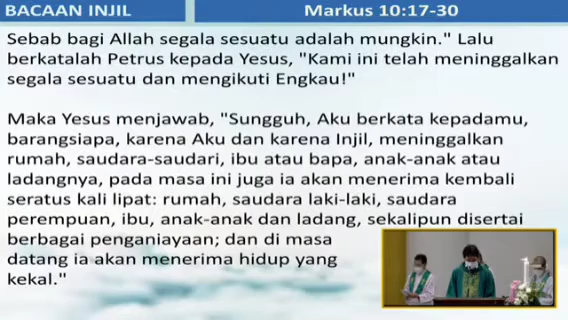 BACAAN INJIL
Markus 10:17-30
Sebab bagi Allah segala sesuatu adalah mungkin." Lalu
berkatalah Petrus kepada Yesus, "Kami ini telah meninggalkan
segala sesuatu dan mengikuti Engkau!"
Maka Yesus menjawab, "Sungguh, Aku berkata kepadamu,
barangsiapa, karena Aku dan karena Injil, meninggalkan
rumah, saudara-saudari, ibu atau bapa, anak-anak atau
ladangnya, pada masa ini juga ia akan menerima kembali
seratus kali lipat: rumah, saudara laki-laki, saudara
perempuan, ibu, anak-anak dan ladang, sekalipun disertai
berbagai penganiayaan; dan di masa
datang ia akan menerima hidup yang
kekal."